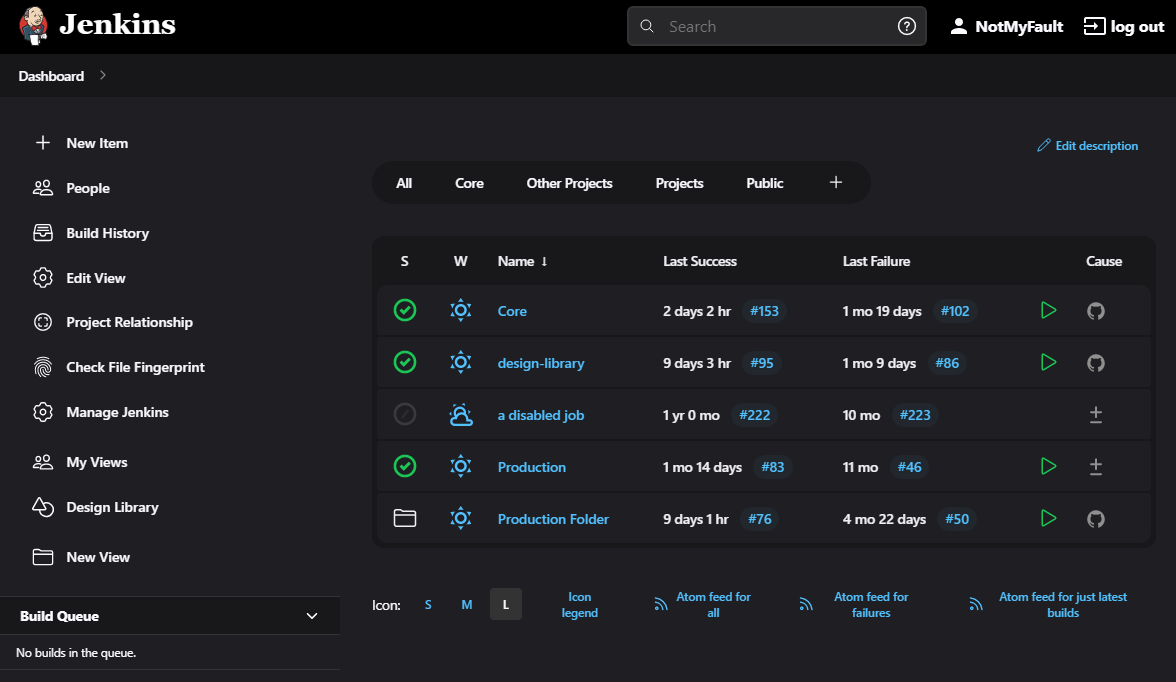 Jenkins
Search
NotMyFault
log out
Dashboard
New Item
People
Build History
Edit View
Project Relationship
Check File Fingerprint
Manage Jenkins
My Views
Design Library
New View
Build Queue
No builds in the queue.
Edit description
All Core Other Projects Projects Public +
S W Name ↓ Last Success Last Failure Cause
Core 2 days 2 hr #153 1 mo 19 days #102
design-library 9 days 3 hr #95 1 mo 9 days #86
a disabled job 1 yr 0 mo #222 10 mo #223
Production 1 mo 14 days #83 11 mo #46
Production Folder 9 days 1 hr #76 4 mo 22 days #50
Icon: S M L
Icon
legend
Atom feed for
all
Atom feed for
failures
Atom feed for just latest
builds